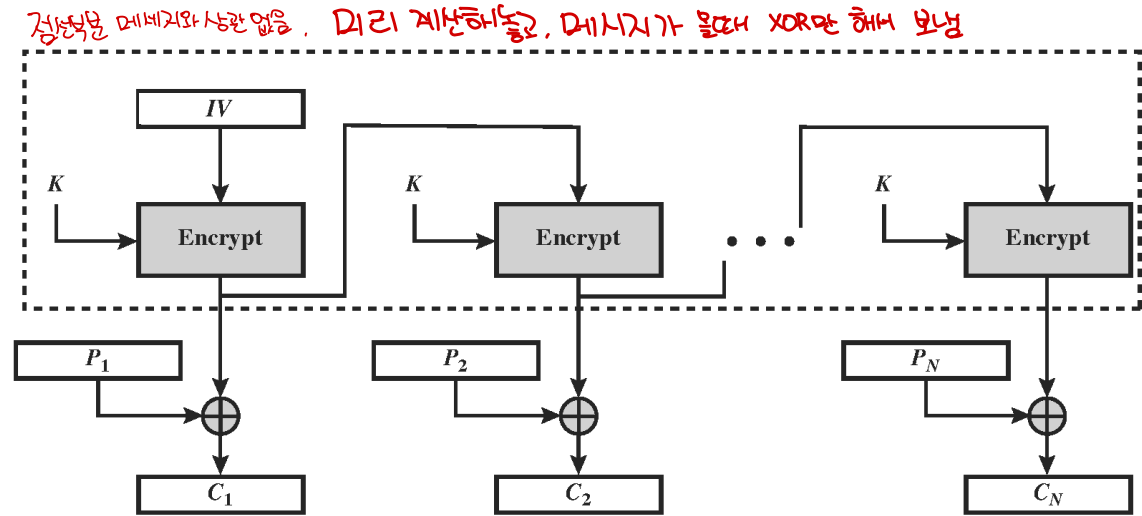 점선부분 메세지와 상관 없음. 미리 계산해놓고, 메시지가 올때 XOR만 해서 보냄
IV
K K K
Encrypt Encrypt Encrypt
P1 P2 PN
C1 C2 CN